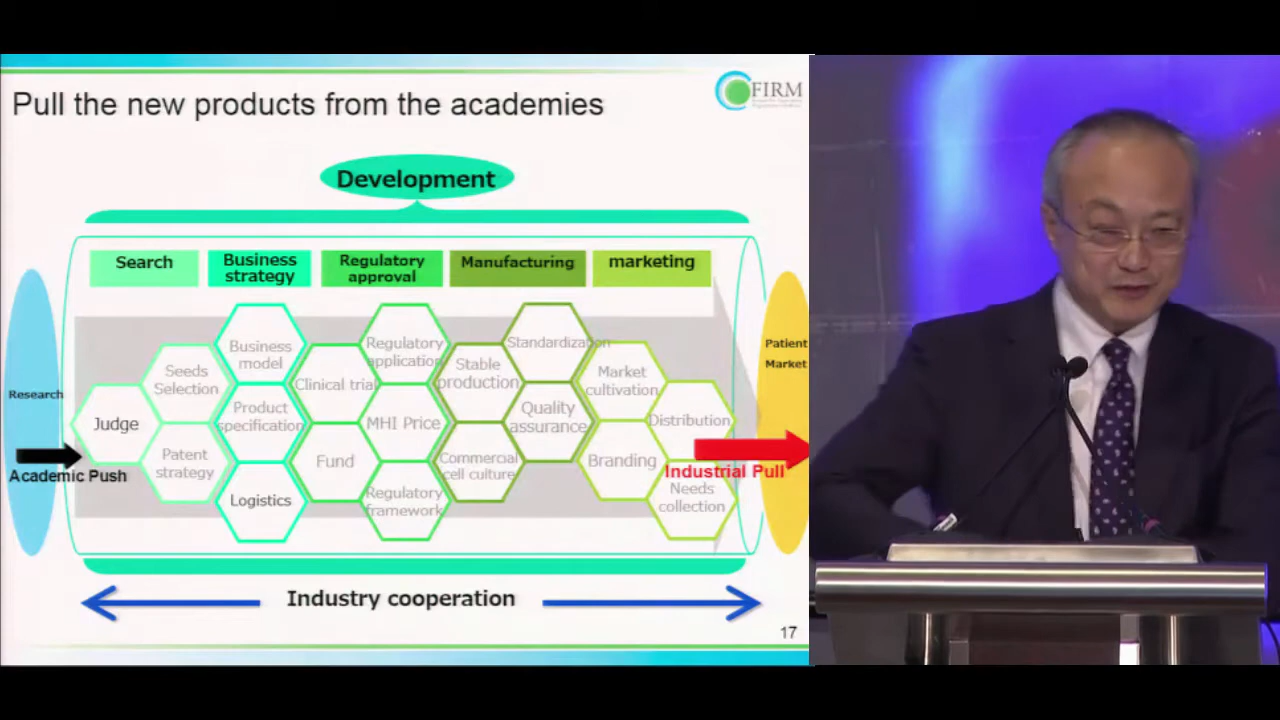 Pull the new products from the academies
FIRM
Development
Search
Business
strategy
Regulatory
approval
Manufacturing
marketing
Research
Academic Push
Judge
Seeds
Selection
Patent
strategy
Business
model
Product
specification
Logistics
Clinical trial
Fund
Regulatory
application
MHI Price
Regulatory
framework
Stable
production
Commercial
cell culture
Standardization
Quality
assurance
Market
cultivation
Branding
Distribution
Industrial Pull
Needs
collection
Patient
Market
Industry cooperation
17